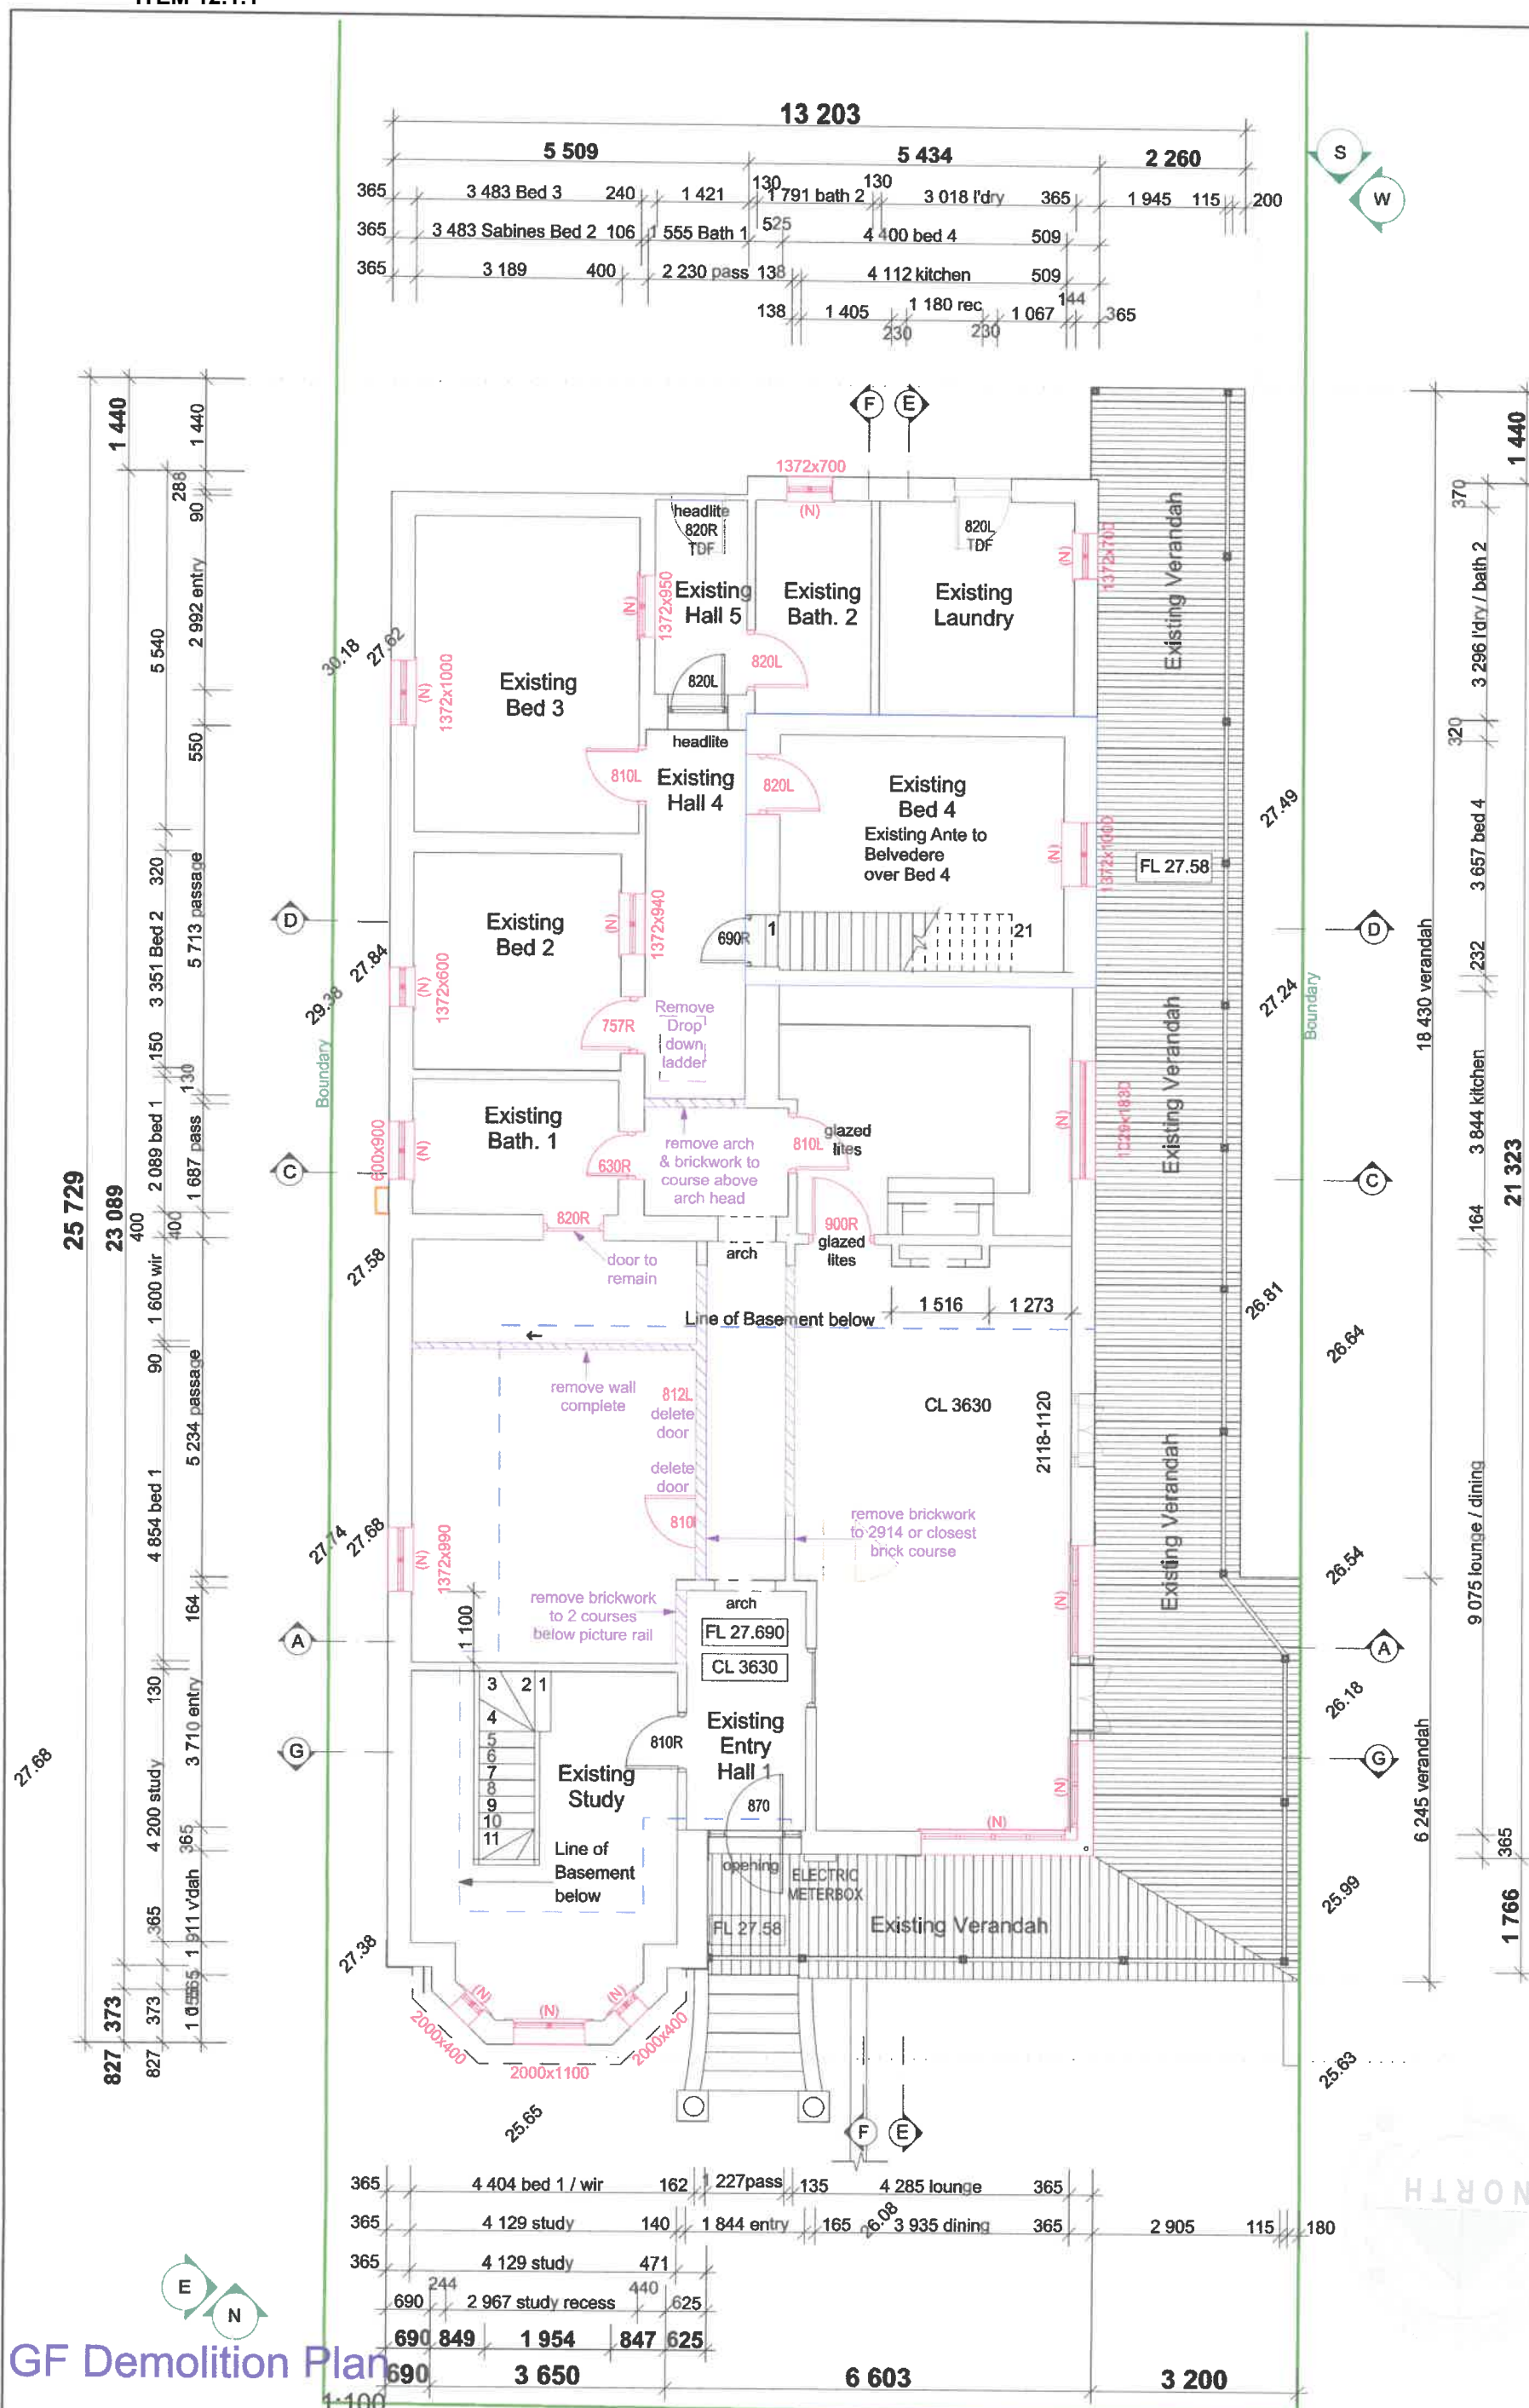 ITEM 12.1.1
13 203
5 509 5 434 2 260
365 3 483 Bed 3 240 1 421 130 1 791 bath 2 130 3 018 l'dry 365 1 945 115 200
365 3 483 Sabines Bed 2 106 1 555 Bath 1 525 4 400 bed 4 509
365 3 189 400 2 230 pass 138 4 112 kitchen 509
138 1 405 230 1 180 rec 230 1 067 144 365
S
W
F E
1372x700
(N)
headlite
820R
TDF
820L
TDF
(N)
1372x700
Existing
Hall 5
Existing
Bath. 2
Existing
Laundry
(N)
1372x950
820L
820L
Existing
Bed 3
(N)
1372x1000
headlite
810L
Existing
Hall 4
820L
Existing
Bed 4
Existing Ante to
Belvedere
over Bed 4
(N)
1372x1000
FL 27.58
Existing Verandah
Existing
Bed 2
(N)
1372x940
(N)
1372x600
690R
1
21
757R
Remove
Drop
down
ladder
Existing
Bath. 1
(N)
600x900
630R
remove arch
& brickwork to
course above
arch head
810L
glazed
lites
(N)
1029x1830
Existing Verandah
820R
door to
remain
arch
900R
glazed
lites
1 516 1 273
Line of Basement below
remove wall
complete
812L
delete
door
delete
door
810
CL 3630
2118-1120
remove brickwork
to 2914 or closest
brick course
Existing Verandah
(N)
1372x990
(N)
1 100
remove brickwork
to 2 courses
below picture rail
arch
FL 27.690
CL 3630
3 2 1
4
5
6
7
8
9
10
11
810R
Existing
Entry
Hall 1
870
Existing
Study
Line of
Basement
below
(N)
(N)
opening
ELECTRIC
METERBOX
FL 27.58
Existing Verandah
(N)
(N)
(N)
2000x400
2000x1100
2000x400
F E
D
C
A
G
D
C
A
G
Boundary
Boundary
30.18
27.62
27.84
29.38
27.58
27.74
27.68
27.68
27.38
25.65
27.49
27.24
26.81
26.64
26.54
26.18
25.99
25.63
26.08
25 729
1 440
23 089
373
827
5 540
320
3 351 Bed 2
150
2 089 bed 1
400
1 600 wir
90
4 854 bed 1
130
4 200 study
365
373
827
1 440
288
90
2 992 entry
550
5 713 passage
130
1 687 pass
400
5 234 passage
164
3 710 entry
365
1 911 v'dah
18 430 verandah
6 245 verandah
370
3 296 l'dry / bath 2
320
3 657 bed 4
232
3 844 kitchen
164
9 075 lounge / dining
365
1 440
21 323
1 766
365 4 404 bed 1 / wir 162 1 227pass 135 4 285 lounge 365
365 4 129 study 140 1 844 entry 165 3 935 dining 365 2 905 115 180
365 4 129 study 471
690 244 2 967 study recess 440 625
690 849 1 954 847 625
690 3 650 6 603 3 200
E
N
NORTH
GF Demolition Plan
1:100